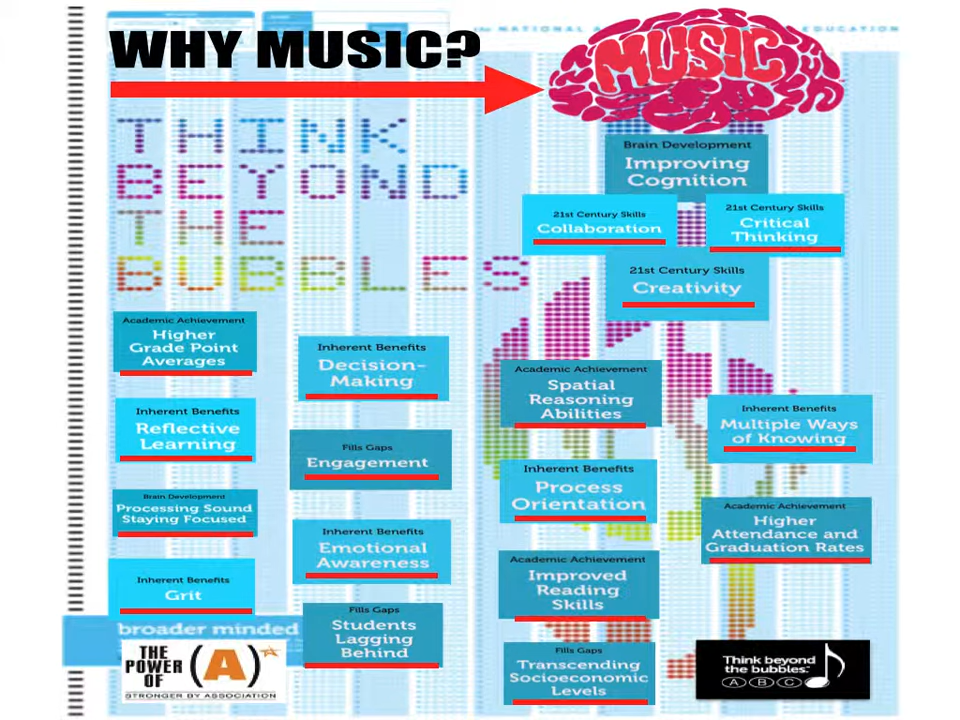 the NATIONAL A
EDUCATION
WHY MUSIC?
MUSIC
THINK
BEYOND
THE
BUBBLES
Brain Development
Improving
Cognition
21st Century Skills
Collaboration
21st Century Skills
Critical
Thinking
21st Century Skills
Creativity
Academic Achievement
Higher
Grade Point
Averages
Inherent Benefits
Reflective
Learning
Brain Development
Processing Sound
Staying Focused
Inherent Benefits
Grit
broader minded
THE
POWER
OF
(A)
STRONGER BY ASSOCIATION
Inherent Benefits
Decision-
Making
Fills Gaps
Engagement
Inherent Benefits
Emotional
Awareness
Fills Gaps
Students
Lagging
Behind
Academic Achievement
Spatial
Reasoning
Abilities
Inherent Benefits
Process
Orientation
Academic Achievement
Improved
Reading
Skills
Fills Gaps
Transcending
Socioeconomic
Levels
Inherent Benefits
Multiple Ways
of Knowing
Academic Achievement
Higher
Attendance and
Graduation Rates
Think beyond
the bubbles.™
A B C